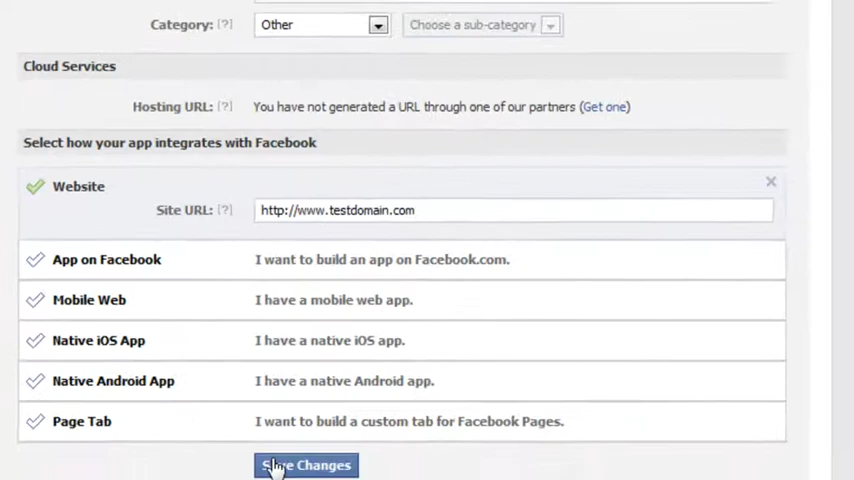 Category: [?] Other Choose a sub-category
Cloud Services
Hosting URL: [?] You have not generated a URL through one of our partners (Get one)
Select how your app integrates with Facebook
Website
Site URL: [?] http://www.testdomain.com
App on Facebook I want to build an app on Facebook.com.
Mobile Web I have a mobile web app.
Native iOS App I have a native iOS app.
Native Android App I have a native Android app.
Page Tab I want to build a custom tab for Facebook Pages.
Save Changes